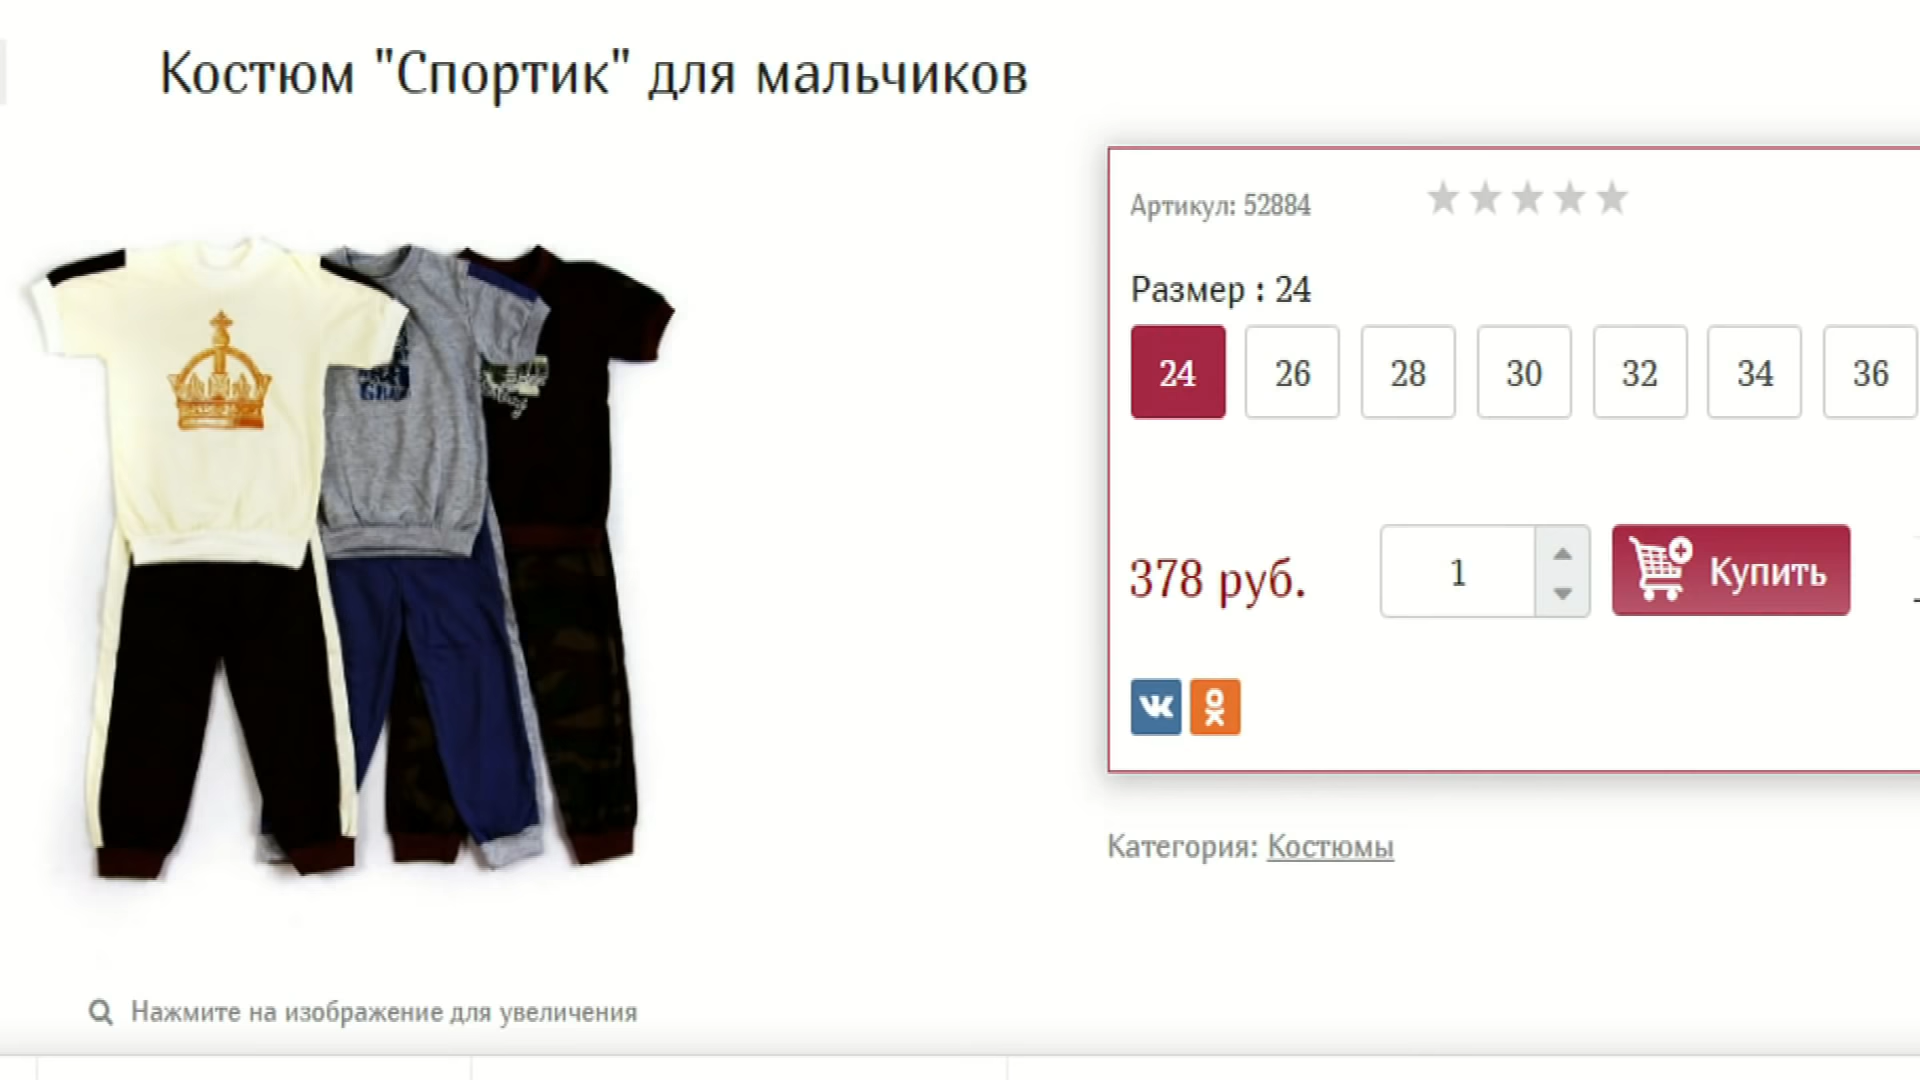 Костюм "Спортик" для мальчиков
Артикул: 52884
Размер : 24
24 26 28 30 32 34 36
378 руб. 1 Купить
Категория: Костюмы
Нажмите на изображение для увеличения